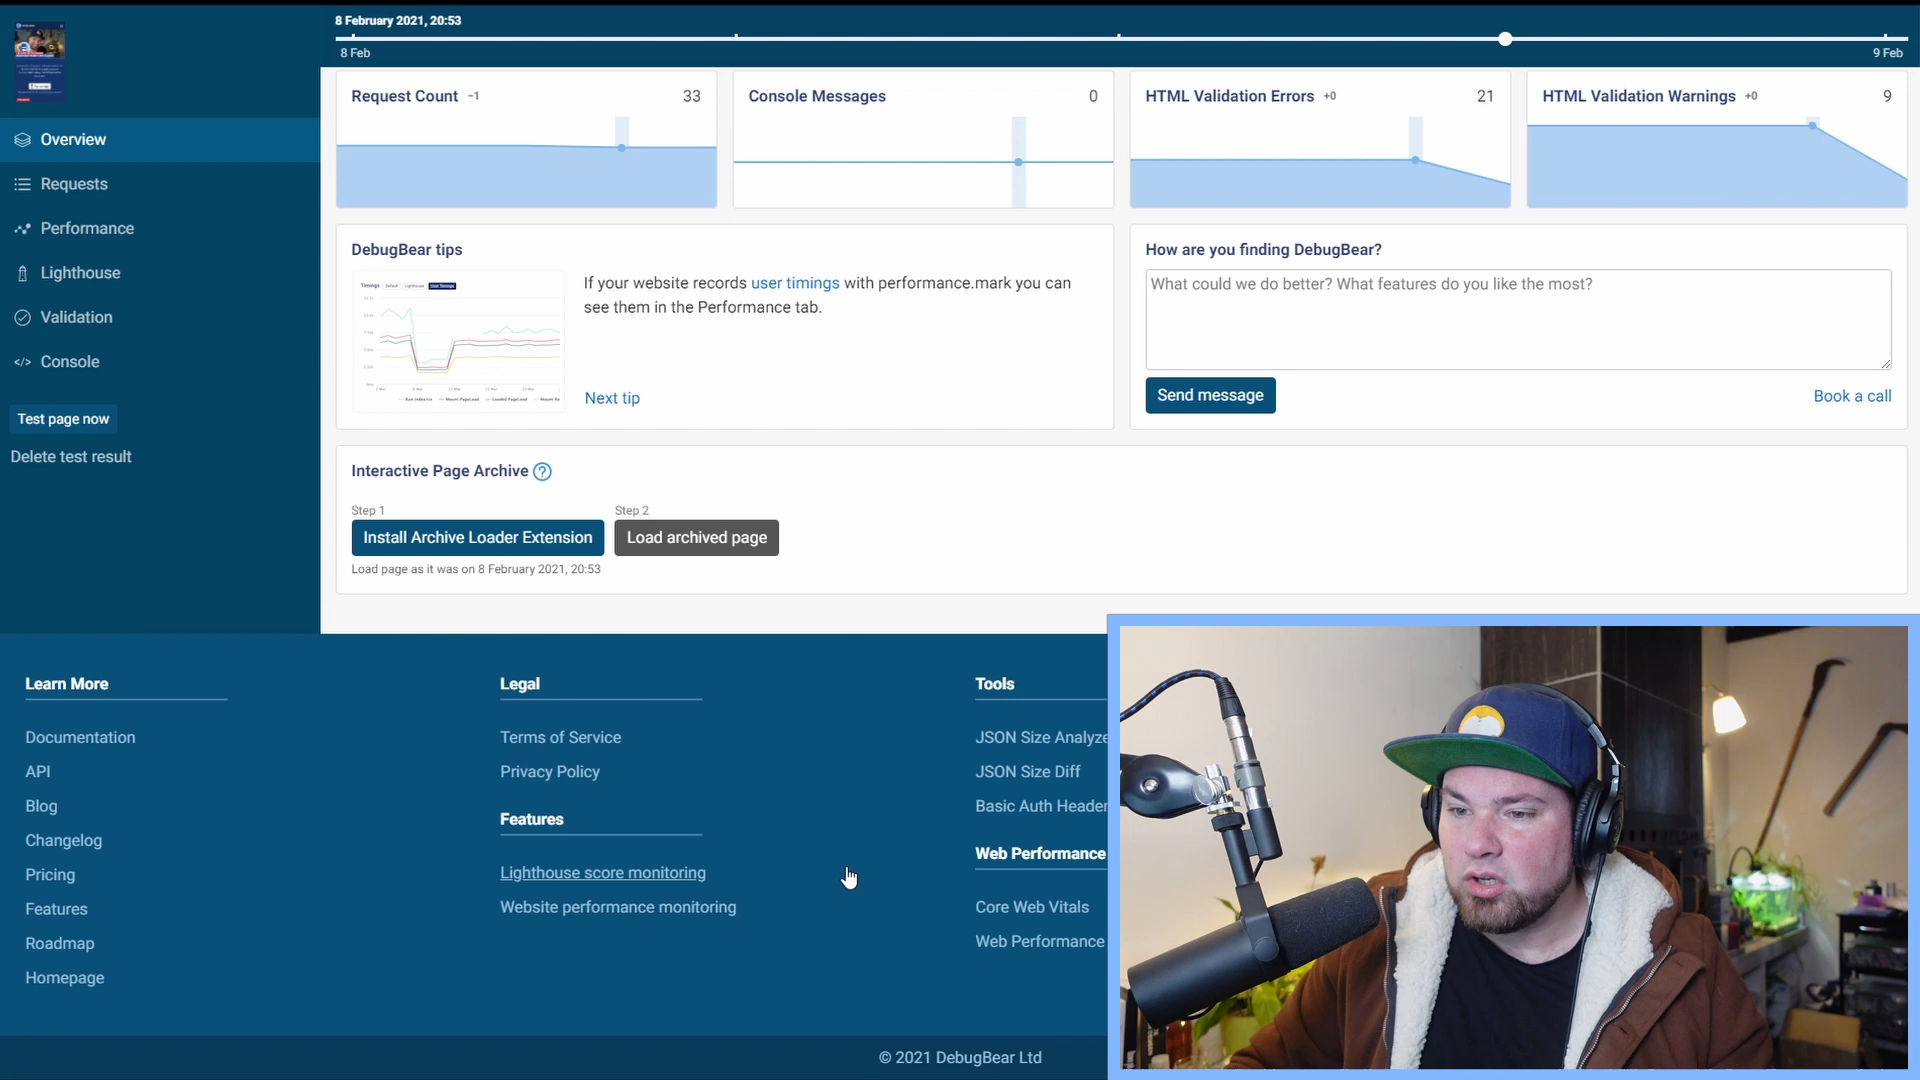 8 February 2021, 20:53
8 Feb
9 Feb
Overview
Requests
Performance
Lighthouse
Validation
Console
Test page now
Delete test result
Request Count -1 33
Console Messages 0
HTML Validation Errors +0 21
HTML Validation Warnings +0 9
DebugBear tips
Timings Default Lighthouse User Timings
If your website records user timings with performance.mark you can
see them in the Performance tab.
Next tip
How are you finding DebugBear?
What could we do better? What features do you like the most?
Send message
Book a call
Interactive Page Archive ?
Step 1
Step 2
Install Archive Loader Extension
Load archived page
Load page as it was on 8 February 2021, 20:53
Learn More
Documentation
API
Blog
Changelog
Pricing
Features
Roadmap
Homepage
Legal
Terms of Service
Privacy Policy
Features
Lighthouse score monitoring
Website performance monitoring
Tools
JSON Size Analyze
JSON Size Diff
Basic Auth Header
Web Performance
Core Web Vitals
Web Performance
© 2021 DebugBear Ltd